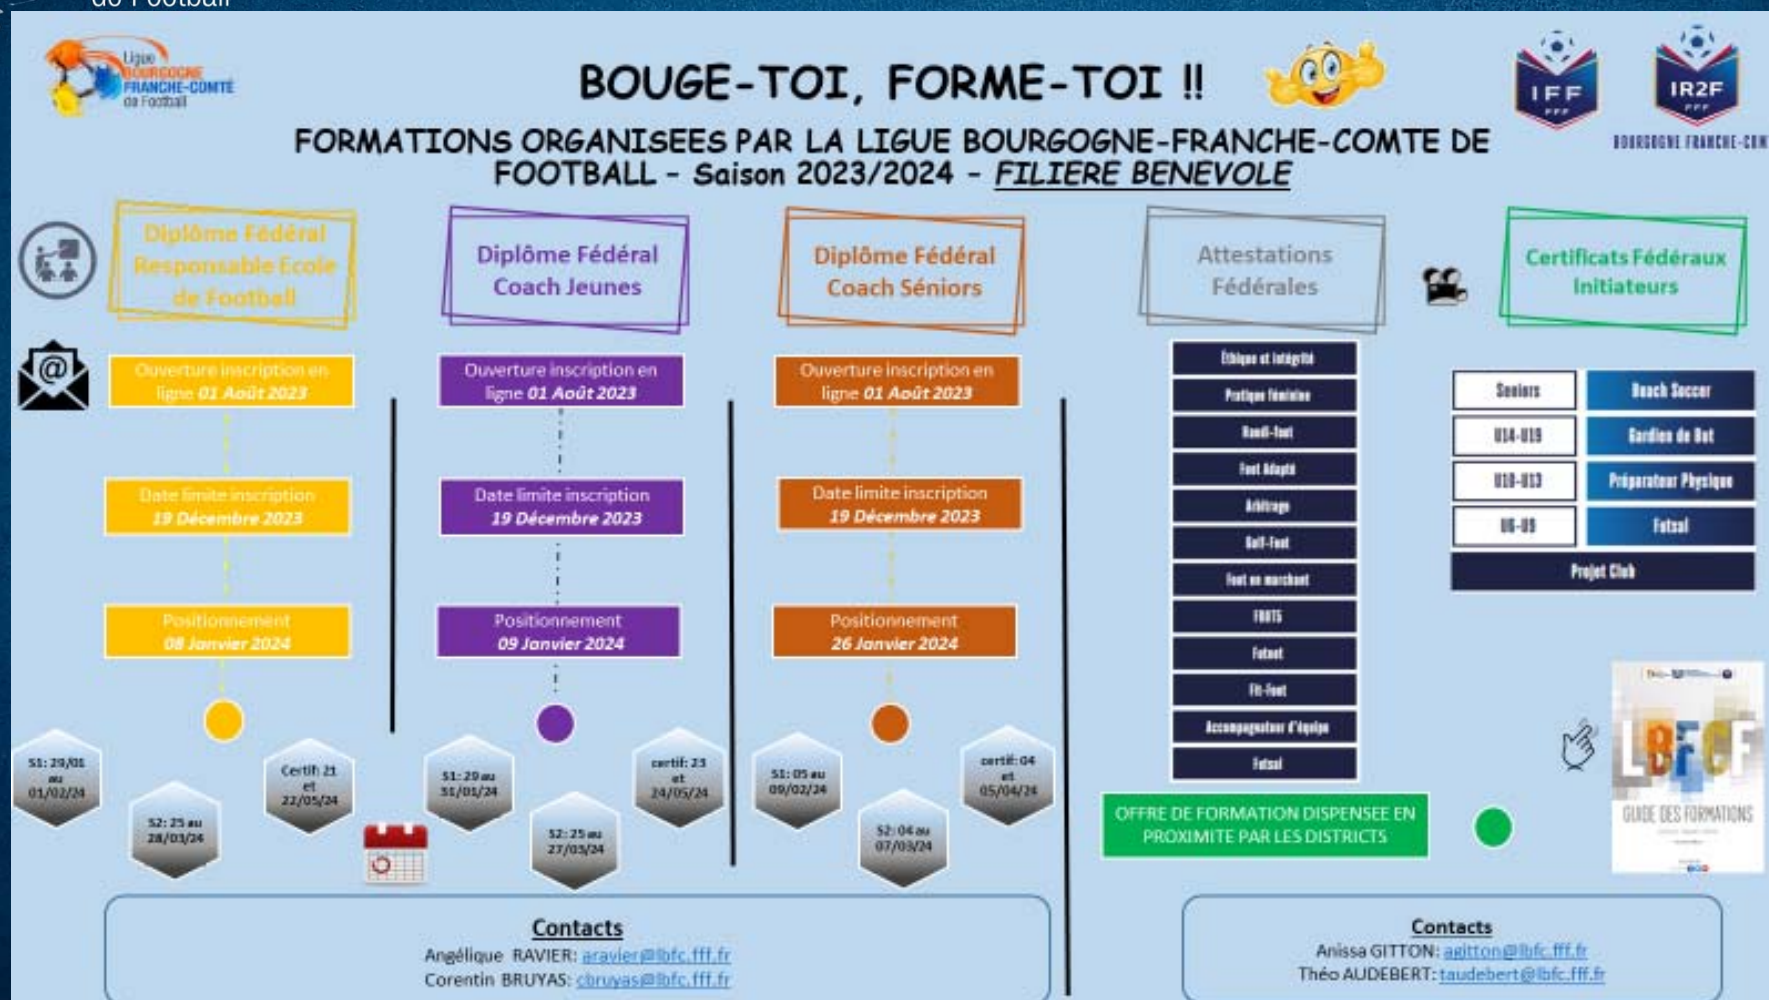 de Football
Ligue
BOURGOGNE
FRANCHE-COMTÉ
de Football
BOUGE-TOI, FORME-TOI !!
IFF
FFF
IR2F
FFF
BOURGOGNE FRANCHE-COM
FORMATIONS ORGANISEES PAR LA LIGUE BOURGOGNE-FRANCHE-COMTE DE
FOOTBALL - Saison 2023/2024 - FILIERE BENEVOLE
Diplôme Fédéral
Responsable Ecole
de Football
Ouverture inscription en
ligne 01 Août 2023
Date limite inscription
19 Décembre 2023
Positionnement
08 Janvier 2024
S1: 29/01
au
01/02/24
S2: 25 au
28/03/24
Certif: 21
et
22/05/24
Diplôme Fédéral
Coach Jeunes
Ouverture inscription en
ligne 01 Août 2023
Date limite inscription
19 Décembre 2023
Positionnement
09 Janvier 2024
S1: 29 au
31/01/24
S2: 25 au
27/03/24
certif: 23
et
24/05/24
Diplôme Fédéral
Coach Séniors
Ouverture inscription en
ligne 01 Août 2023
Date limite inscription
19 Décembre 2023
Positionnement
26 Janvier 2024
S1: 05 au
09/02/24
S2: 04 au
07/03/24
certif: 04
et
05/04/24
Attestations
Fédérales
Éthique et Intégrité
Pratique féminine
Handi-foot
Foot Adapté
Arbitrage
Golf-Foot
Foot en marchant
Futnet
Fit-Foot
Accompagnateur d'équipe
Futsal
OFFRE DE FORMATION DISPENSEE EN
PROXIMITE PAR LES DISTRICTS
Certificats Fédéraux
Initiateurs
Seniors
Beach Soccer
U14-U19
Gardien de But
U10-U13
Préparateur Physique
U6-U9
Futsal
Projet Club
LBFCF
GUIDE DES FORMATIONS
Contacts
Angélique RAVIER: aravier@lbfc.fff.fr
Corentin BRUYAS: cbruyas@lbfc.fff.fr
Contacts
Anissa GITTON: agitton@lbfc.fff.fr
Théo AUDEBERT: taudebert@lbfc.fff.fr